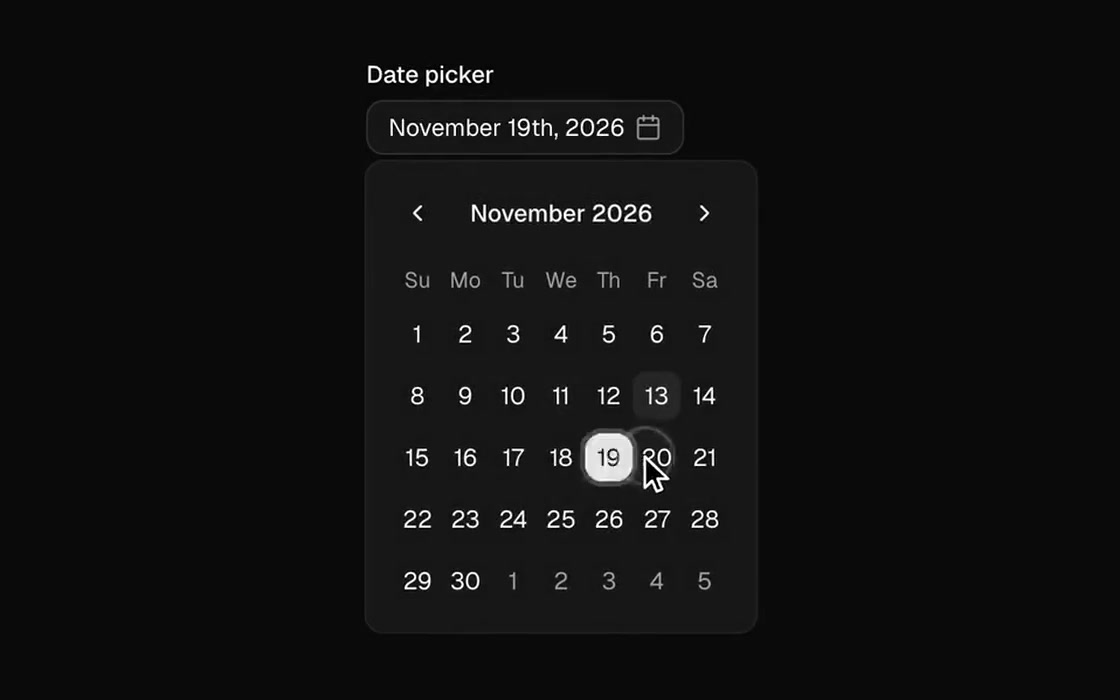 Date picker
November 19th, 2026
November 2026
Su Mo Tu We Th Fr Sa
1 2 3 4 5 6 7
8 9 10 11 12 13 14
15 16 17 18 19 20 21
22 23 24 25 26 27 28
29 30 1 2 3 4 5